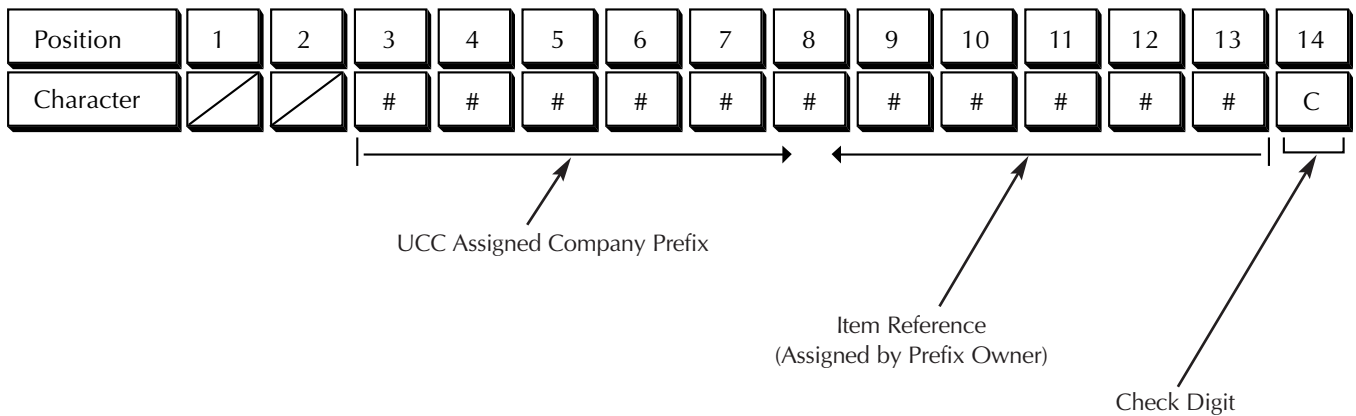 Position 1 2 3 4 5 6 7 8 9 10 11 12 13 14
Character # # # # # # # # # # # C
UCC Assigned Company Prefix
Item Reference
(Assigned by Prefix Owner)
Check Digit